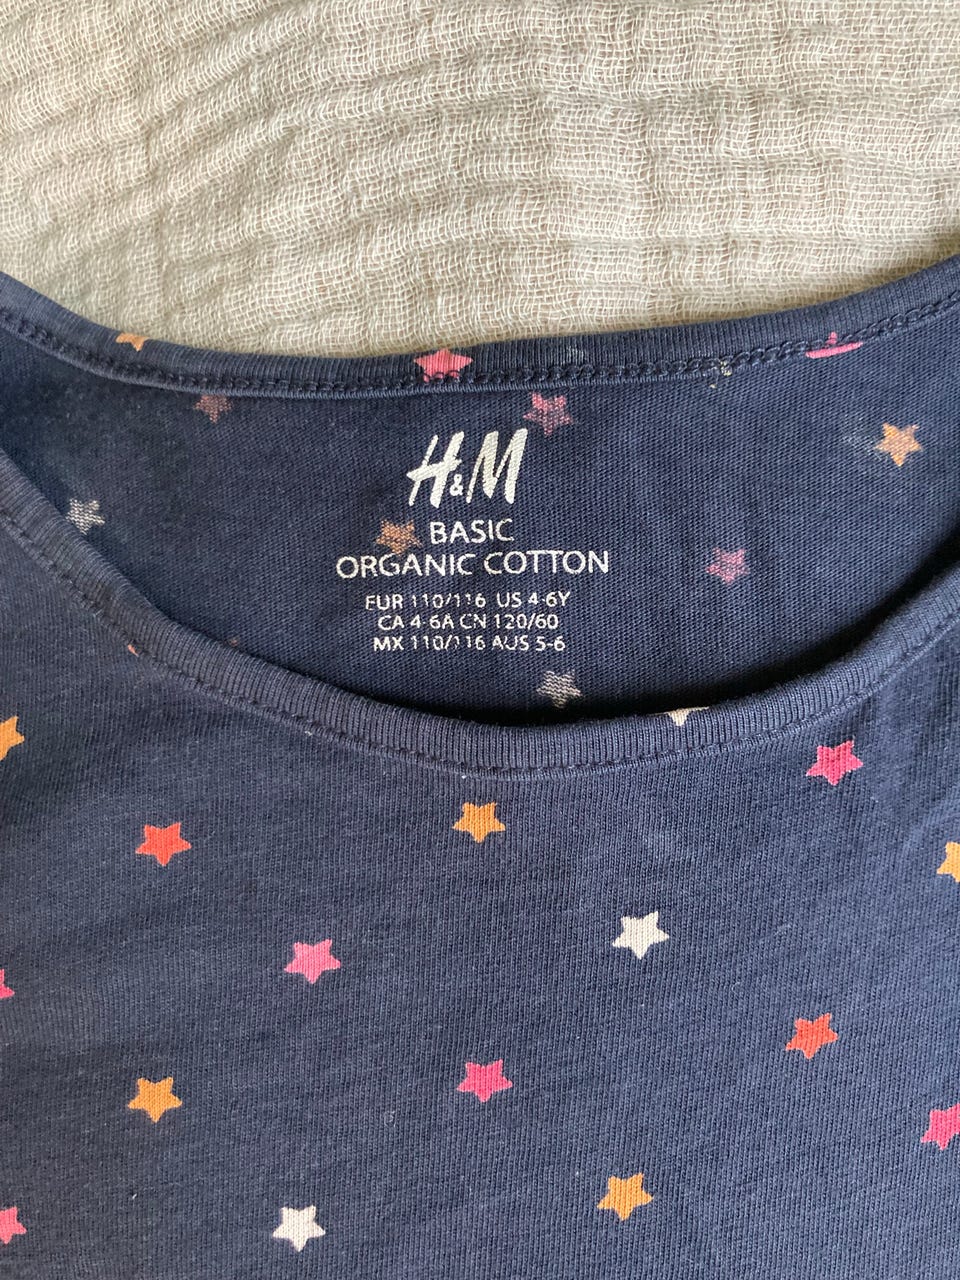 H&M
BASIC
ORGANIC COTTON
EUR 110/116 US 4-6Y
CA 4-6A CN 120/60
MX 110/116 AUS 5-6